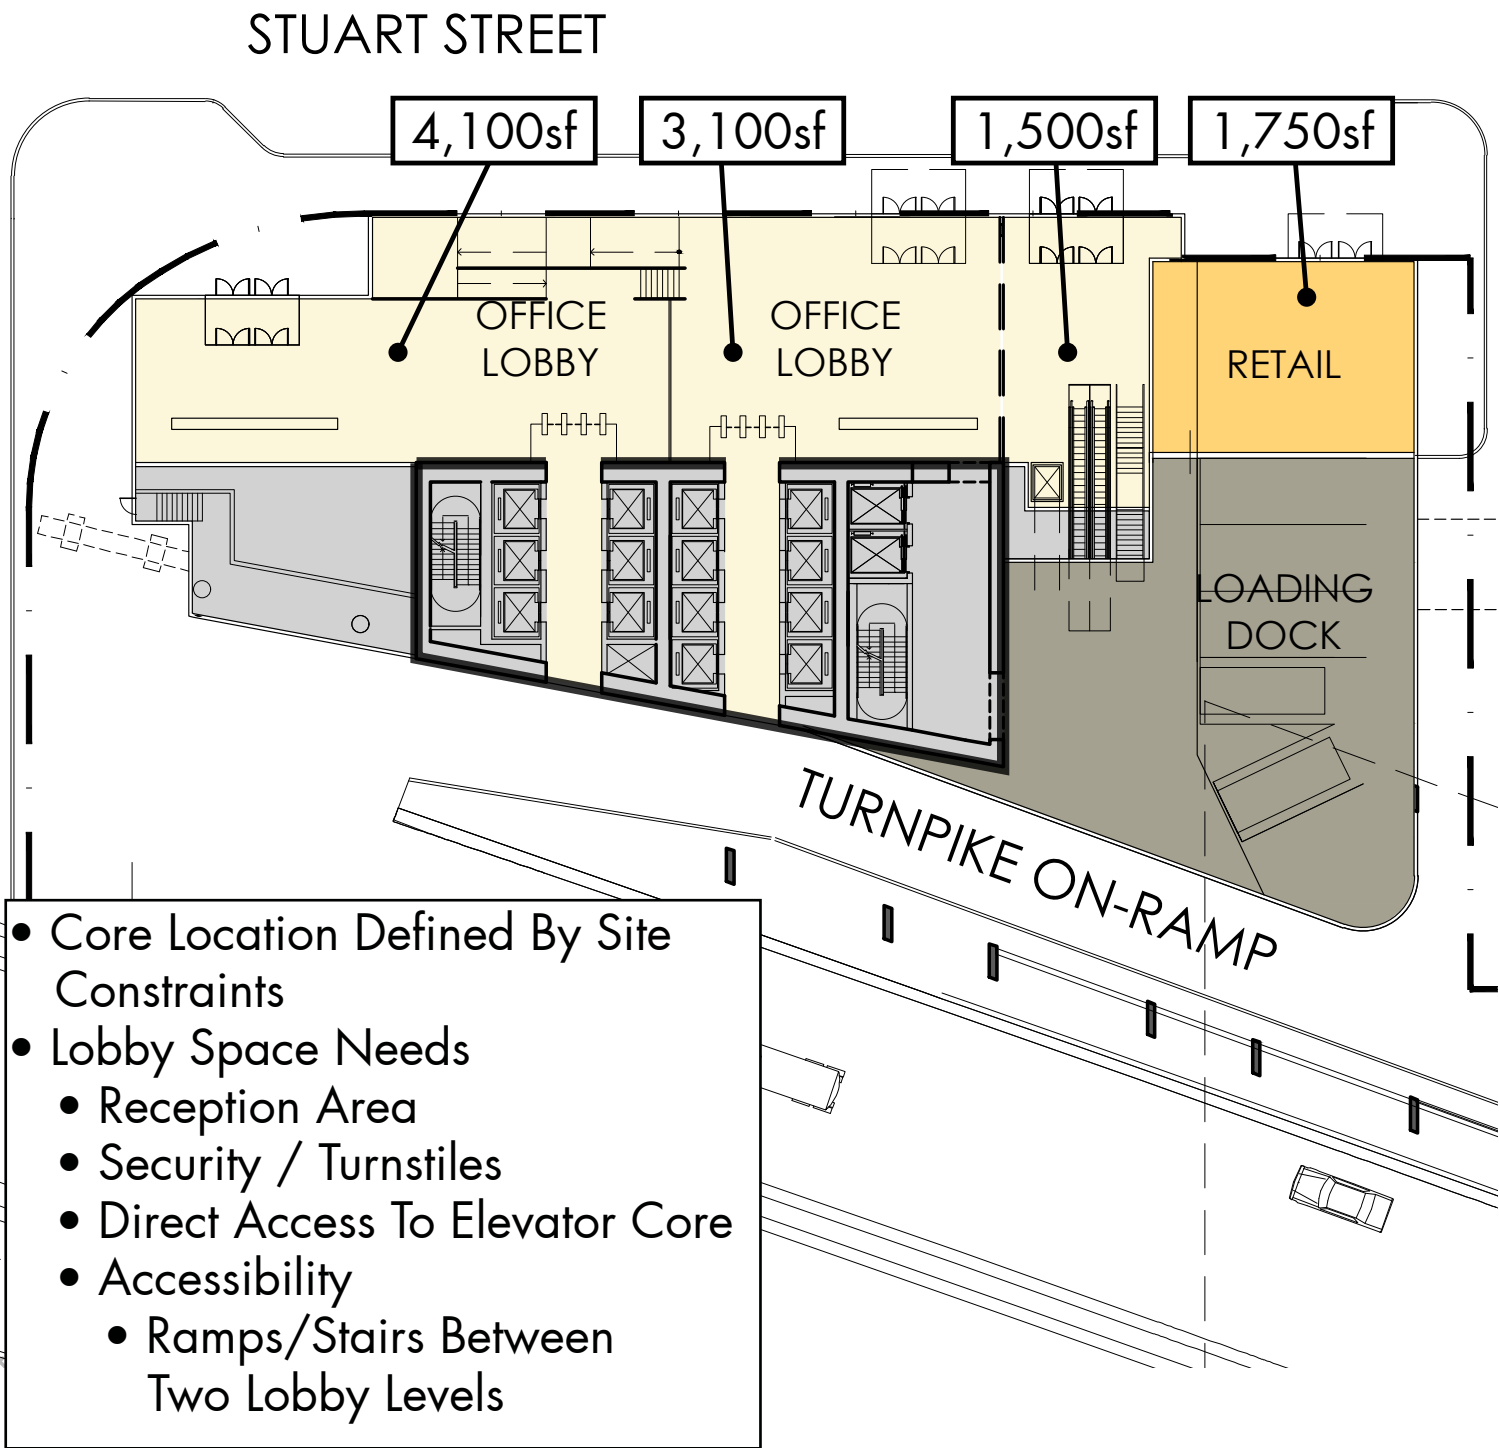 STUART STREET
4,100sf
3,100sf
1,500sf
1,750sf
OFFICE
LOBBY
OFFICE
LOBBY
RETAIL
LOADING
DOCK
TURNPIKE ON-RAMP
• Core Location Defined By Site
Constraints
• Lobby Space Needs
• Reception Area
• Security / Turnstiles
• Direct Access To Elevator Core
• Accessibility
• Ramps/Stairs Between
Two Lobby Levels